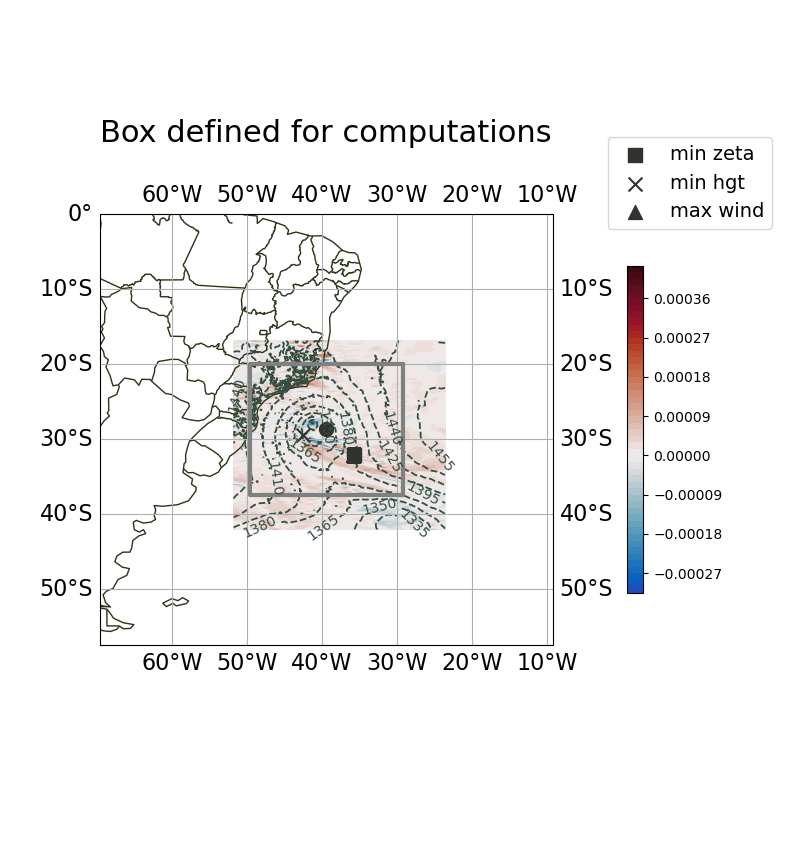 Box defined for computations
min zeta
min hgt
max wind
60°W 50°W 40°W 30°W 20°W 10°W
0°
10°S 10°S
20°S 20°S
30°S 30°S
40°S 40°S
50°S 50°S
60°W 50°W 40°W 30°W 20°W 10°W
0.00036
0.00027
0.00018
0.00009
0.00000
−0.00009
−0.00018
−0.00027
1380
1440
1425
1455
1365
1410
1395
1350
1335
1380
1365